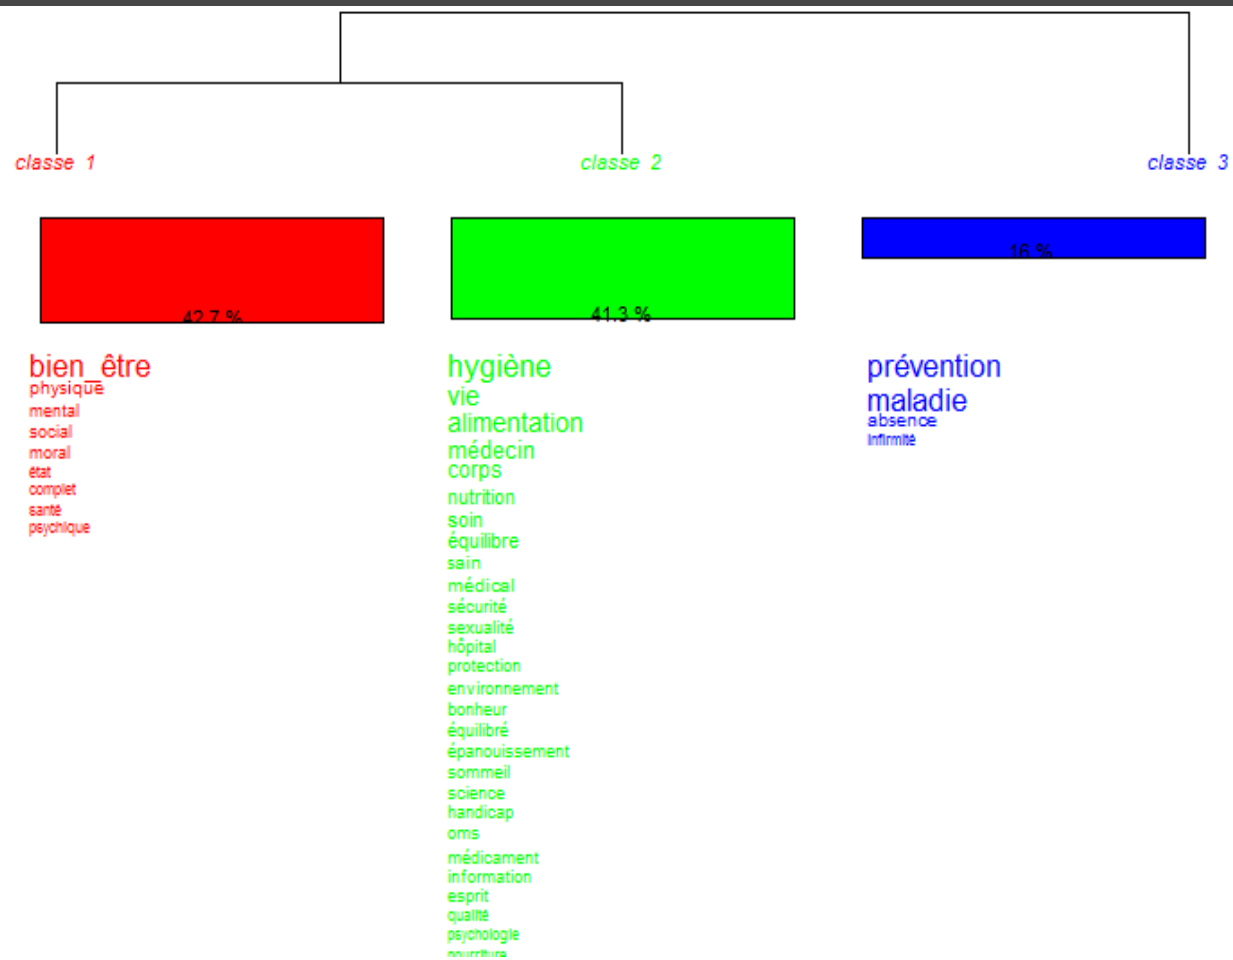 classe 1
classe 2
classe 3
42.7 %
41.3 %
16 %
bien_être
physique
mental
social
moral
état
complet
santé
psychique
hygiène
vie
alimentation
médecin
corps
nutrition
soin
équilibre
sain
médical
sécurité
sexualité
hôpital
protection
environnement
bonheur
équilibré
épanouissement
sommeil
science
handicap
oms
médicament
information
esprit
qualité
psychologie
nourriture
prévention
maladie
absence
infirmité